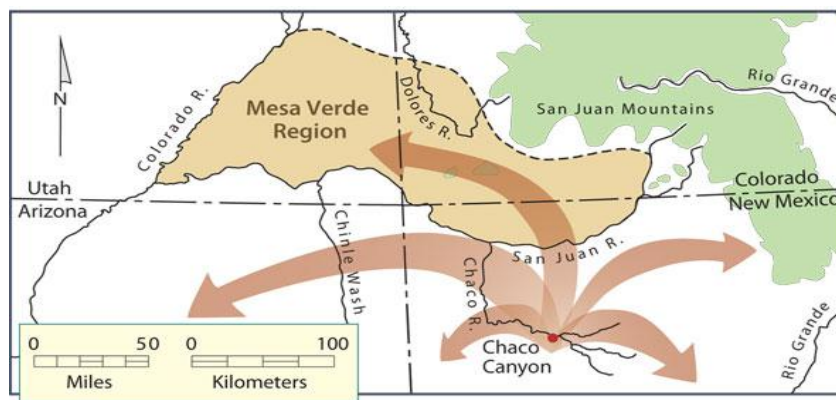 Rio Grande
San Juan Mountains
Dolores R.
Colorado R.
N
Mesa Verde
Region
Utah
Arizona
Colorado
New Mexico
San Juan R.
Chinle Wash
Chaco R.
Chaco
Canyon
Rio Grande
0 50
Miles
0 100
Kilometers